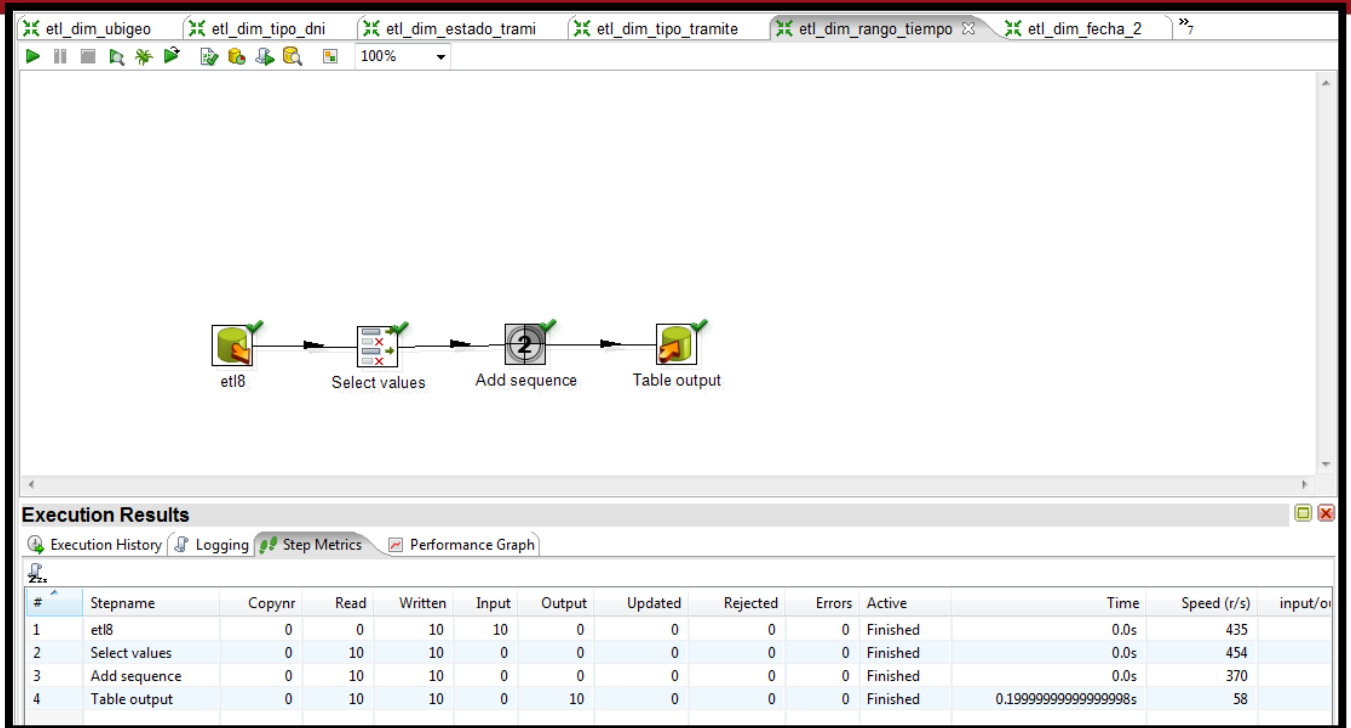 etl_dim_ubigeo etl_dim_tipo_dni etl_dim_estado_trami etl_dim_tipo_tramite etl_dim_rango_tiempo etl_dim_fecha_2 »7
100%
2
etl8 Select values Add sequence Table output
Execution Results
Execution History Logging Step Metrics Performance Graph
# Stepname Copynr Read Written Input Output Updated Rejected Errors Active Time Speed (r/s) input/ou
1 etl8 0 0 10 10 0 0 0 0 Finished 0.0s 435
2 Select values 0 10 10 0 0 0 0 0 Finished 0.0s 454
3 Add sequence 0 10 10 0 0 0 0 0 Finished 0.0s 370
4 Table output 0 10 10 0 10 0 0 0 Finished 0.19999999999999998s 58